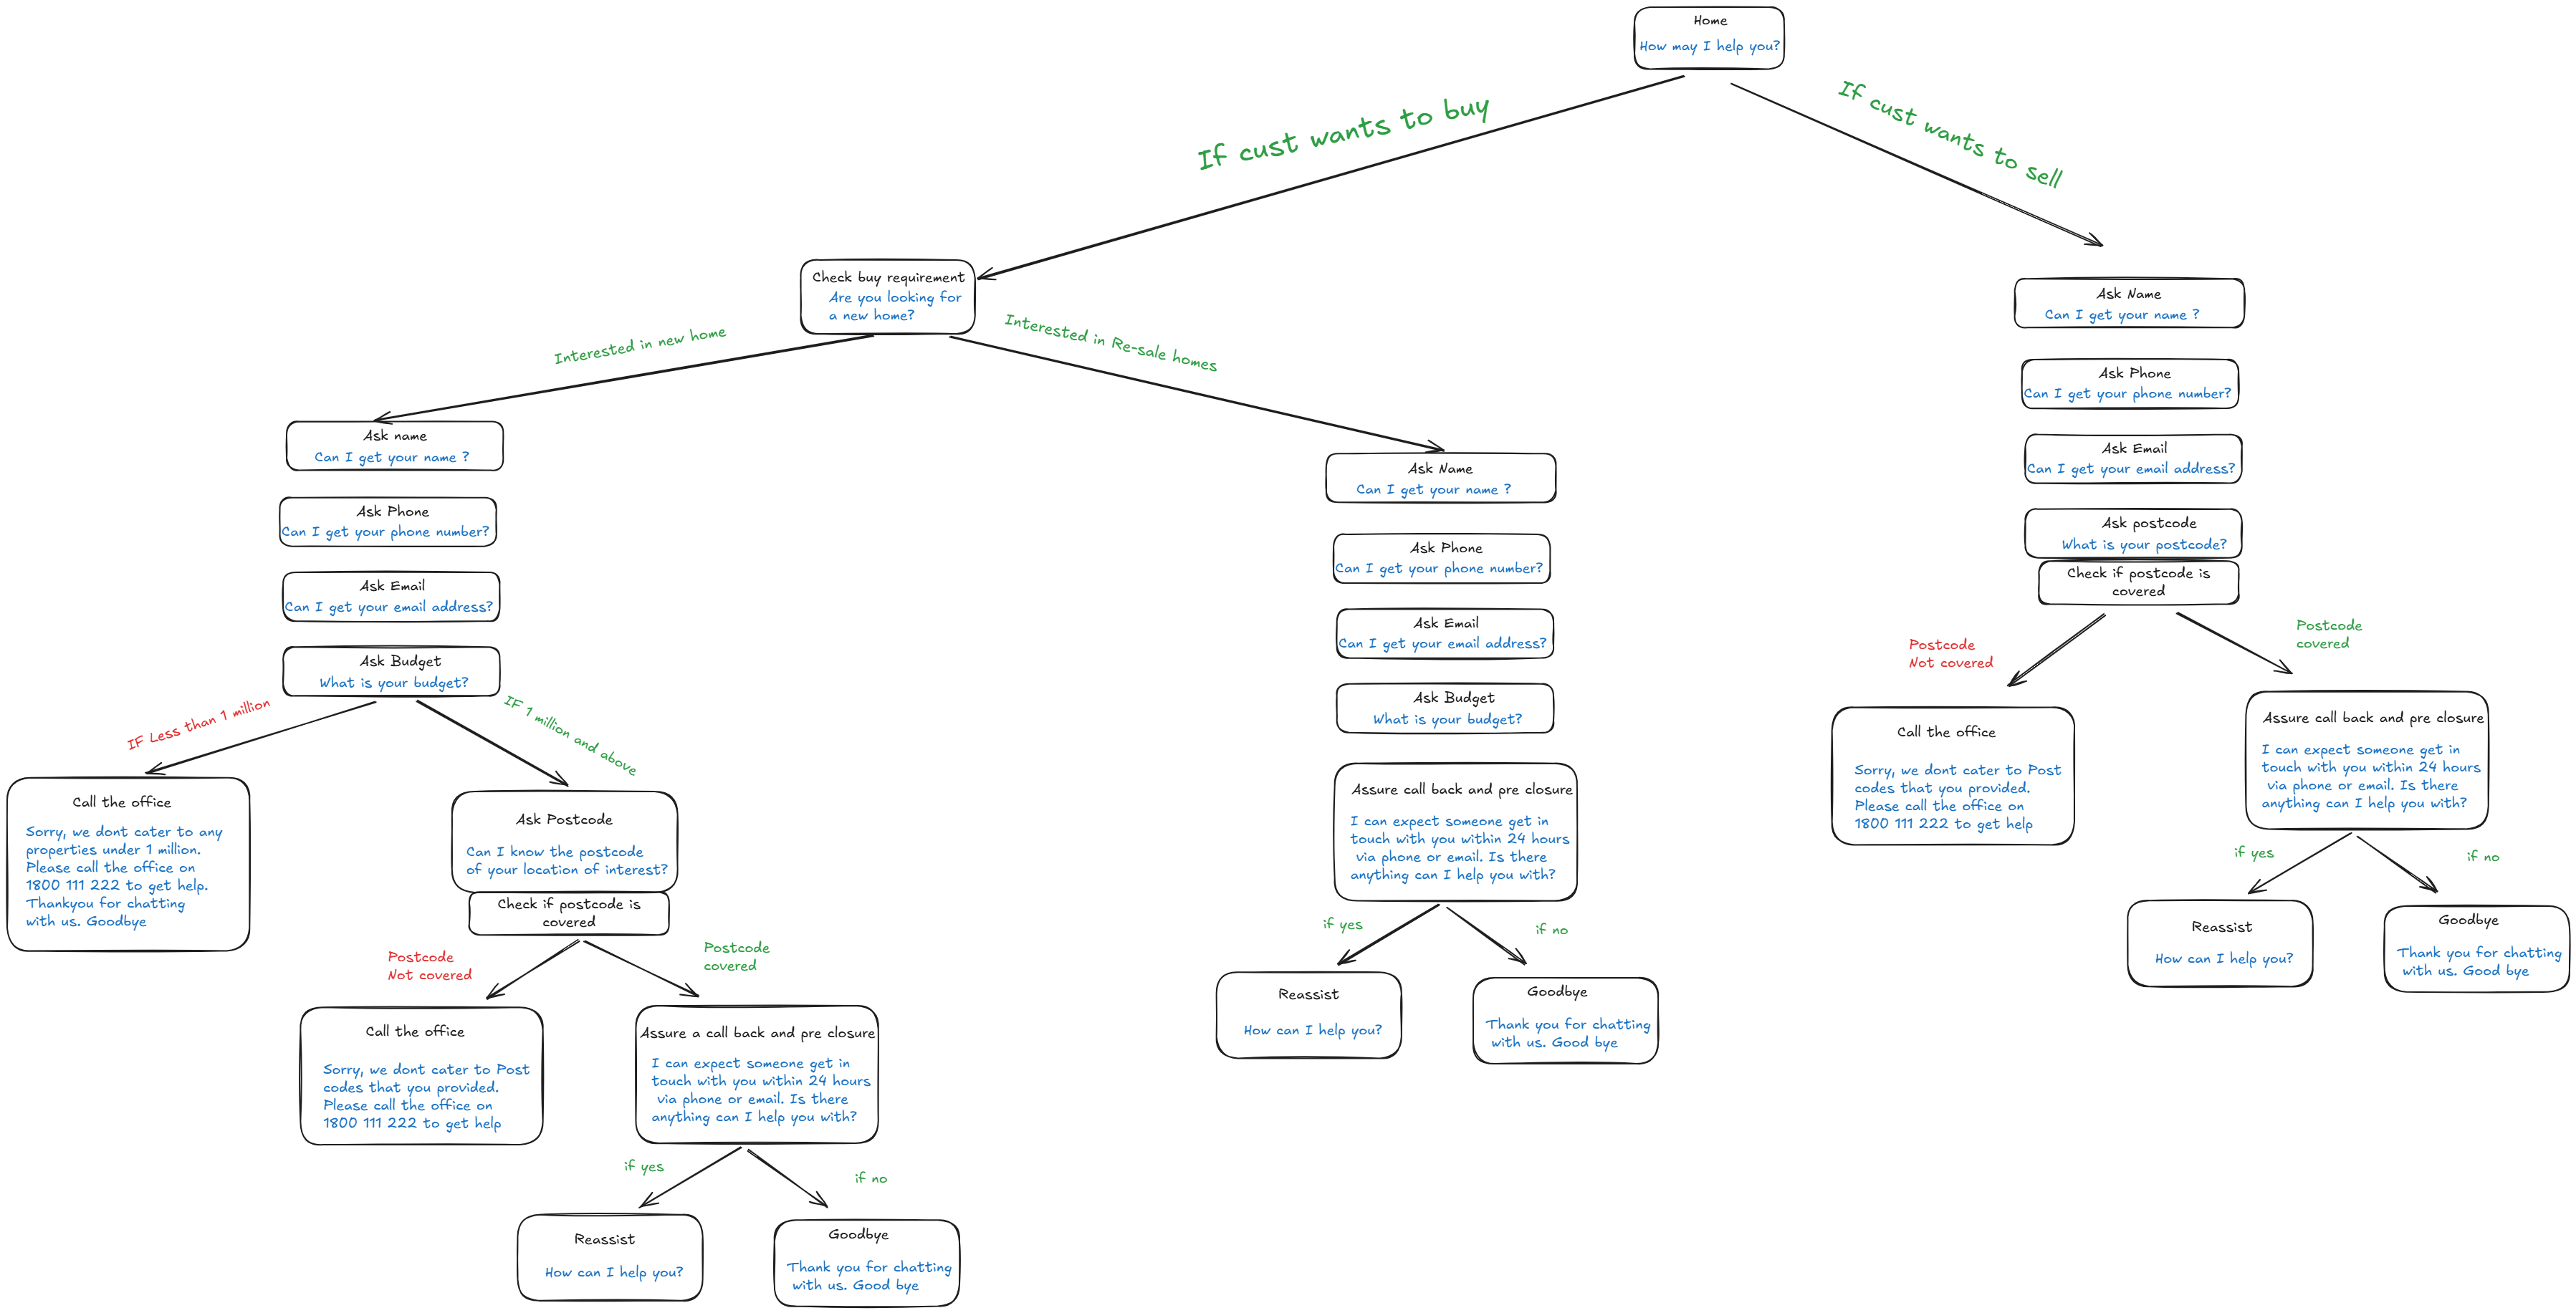 Home
How may I help you?
If cust wants to buy
If cust wants to sell
Check buy requirement
Are you looking for
a new home?
Interested in new home
Interested in Re-sale homes
Ask name
Can I get your name ?
Ask Phone
Can I get your phone number?
Ask Email
Can I get your email address?
Ask Budget
What is your budget?
IF Less than 1 million
IF 1 million and above
Call the office
Sorry, we dont cater to any
properties under 1 million.
Please call the office on
1800 111 222 to get help.
Thankyou for chatting
with us. Goodbye
Ask Postcode
Can I know the postcode
of your location of interest?
Check if postcode is
covered
Postcode
Not covered
Postcode
covered
Call the office
Sorry, we dont cater to Post
codes that you provided.
Please call the office on
1800 111 222 to get help
Assure a call back and pre closure
I can expect someone get in
touch with you within 24 hours
via phone or email. Is there
anything can I help you with?
if yes
if no
Reassist
How can I help you?
Goodbye
Thank you for chatting
with us. Good bye
Ask Name
Can I get your name ?
Ask Phone
Can I get your phone number?
Ask Email
Can I get your email address?
Ask Budget
What is your budget?
Assure call back and pre closure
I can expect someone get in
touch with you within 24 hours
via phone or email. Is there
anything can I help you with?
if yes
if no
Reassist
How can I help you?
Goodbye
Thank you for chatting
with us. Good bye
Ask Name
Can I get your name ?
Ask Phone
Can I get your phone number?
Ask Email
Can I get your email address?
Ask postcode
What is your postcode?
Check if postcode is
covered
Postcode
Not covered
Postcode
covered
Call the office
Sorry, we dont cater to Post
codes that you provided.
Please call the office on
1800 111 222 to get help
Assure call back and pre closure
I can expect someone get in
touch with you within 24 hours
via phone or email. Is there
anything can I help you with?
if yes
if no
Reassist
How can I help you?
Goodbye
Thank you for chatting
with us. Good bye